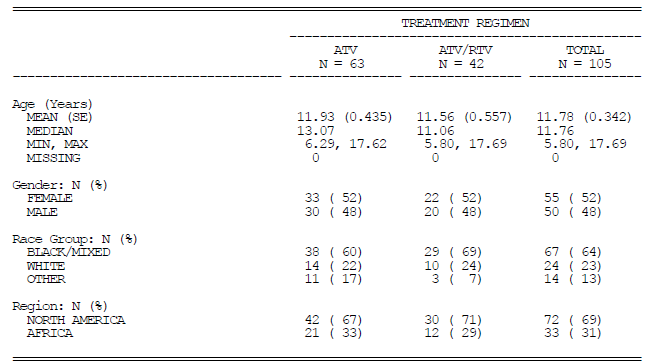 TREATMENT REGIMEN
ATV ATV/RTV TOTAL
N = 63 N = 42 N = 105
Age (Years)
MEAN (SE) 11.93 (0.435) 11.56 (0.557) 11.78 (0.342)
MEDIAN 13.07 11.06 11.76
MIN, MAX 6.29, 17.62 5.80, 17.69 5.80, 17.69
MISSING 0 0 0
Gender: N (%)
FEMALE 33 ( 52) 22 ( 52) 55 ( 52)
MALE 30 ( 48) 20 ( 48) 50 ( 48)
Race Group: N (%)
BLACK/MIXED 38 ( 60) 29 ( 69) 67 ( 64)
WHITE 14 ( 22) 10 ( 24) 24 ( 23)
OTHER 11 ( 17) 3 ( 7) 14 ( 13)
Region: N (%)
NORTH AMERICA 42 ( 67) 30 ( 71) 72 ( 69)
AFRICA 21 ( 33) 12 ( 29) 33 ( 31)